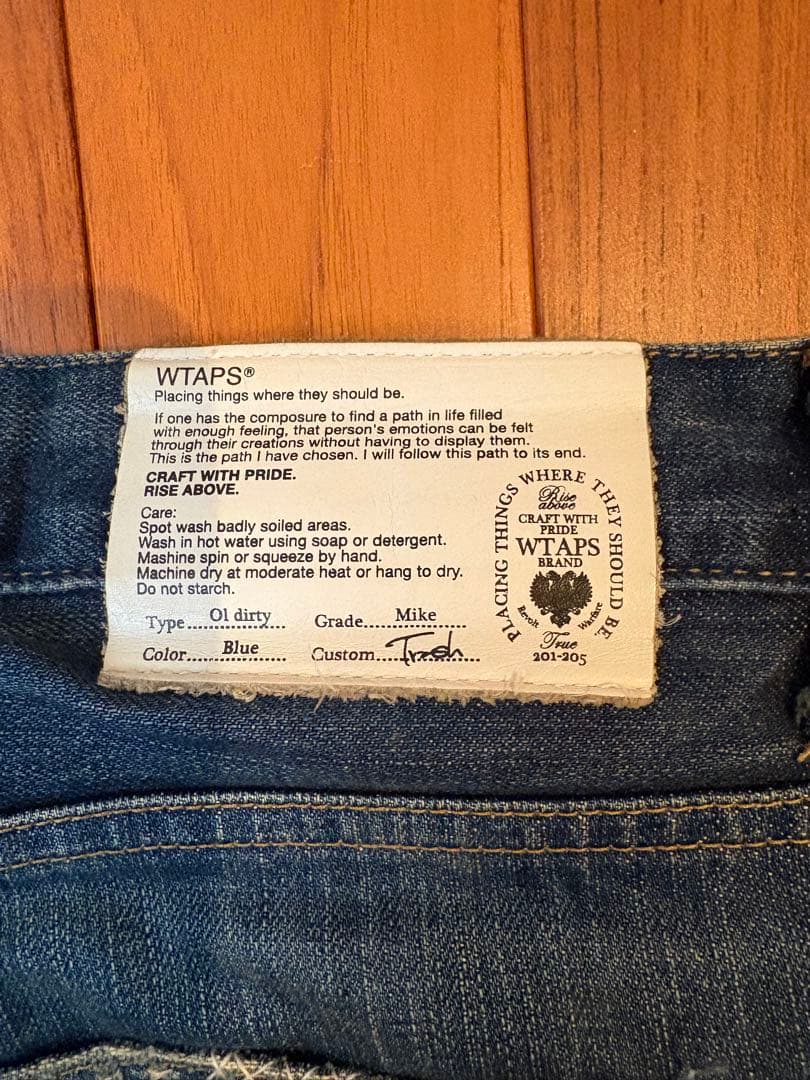 WTAPS®
Placing things where they should be.
If one has the composure to find a path in life filled
with enough feeling, that person's emotions can be felt
through their creations without having to display them.
This is the path I have chosen. I will follow this path to its end.
CRAFT WITH PRIDE.
RISE ABOVE.
Care:
Spot wash badly soiled areas.
Wash in hot water using soap or detergent.
Mashine spin or squeeze by hand.
Machine dry at moderate heat or hang to dry.
Do not starch.
Type.....Ol dirty.....
Grade.....Mike.....
Color.....Blue.....
Custom.....
PLACING THINGS WHERE THEY SHOULD BE.
Rise
above
CRAFT WITH
PRIDE
WTAPS
BRAND
Revolt Warfare
True
201-205